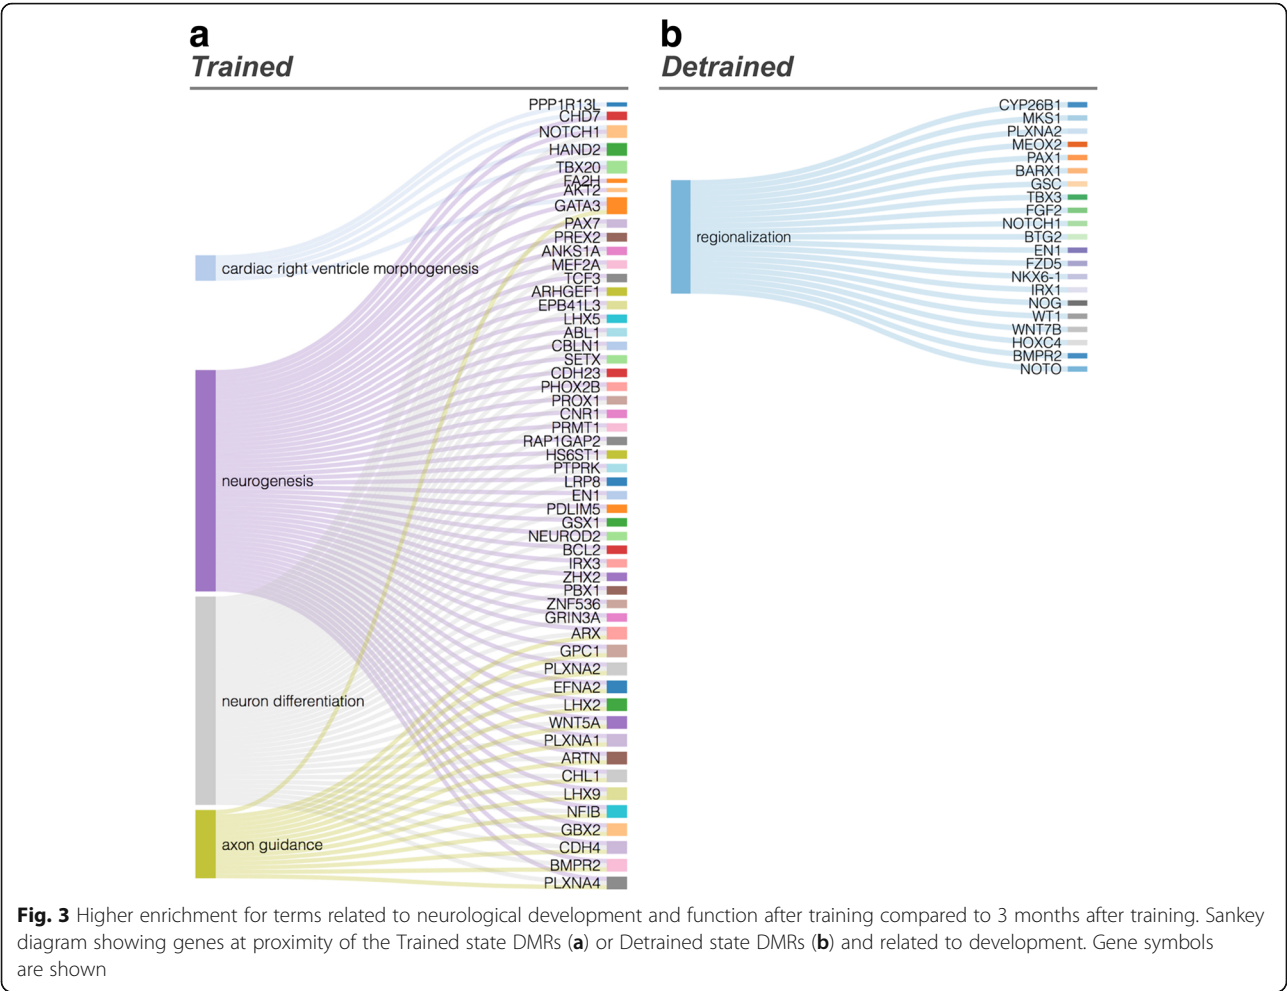 a
Trained
PPP1R13L
CHD7
NOTCH1
HAND2
TBX20
FA2H
AKT2
GATA3
PAX7
PREX2
ANKS1A
MEF2A
TCF3
ARHGEF1
EPB41L3
LHX5
ABL1
CBLN1
SETX
CDH23
PHOX2B
PROX1
CNR1
PRMT1
RAP1GAP2
HS6ST1
PTPRK
LRP8
EN1
PDLIM5
GSX1
NEUROD2
BCL2
IRX3
ZHX2
PBX1
ZNF536
GRIN3A
ARX
GPC1
PLXNA2
EFNA2
LHX2
WNT5A
PLXNA1
ARTN
CHL1
LHX9
NFIB
GBX2
CDH4
BMPR2
PLXNA4
cardiac right ventricle morphogenesis
neurogenesis
neuron differentiation
axon guidance
b
Detrained
CYP26B1
MKS1
PLXNA2
MEOX2
PAX1
BARX1
GSC
TBX3
FGF2
NOTCH1
BTG2
EN1
FZD5
NKX6-1
IRX1
NOG
WT1
WNT7B
HOXC4
BMPR2
NOTO
regionalization
Fig. 3 Higher enrichment for terms related to neurological development and function after training compared to 3 months after training. Sankey
diagram showing genes at proximity of the Trained state DMRs (a) or Detrained state DMRs (b) and related to development. Gene symbols
are shown